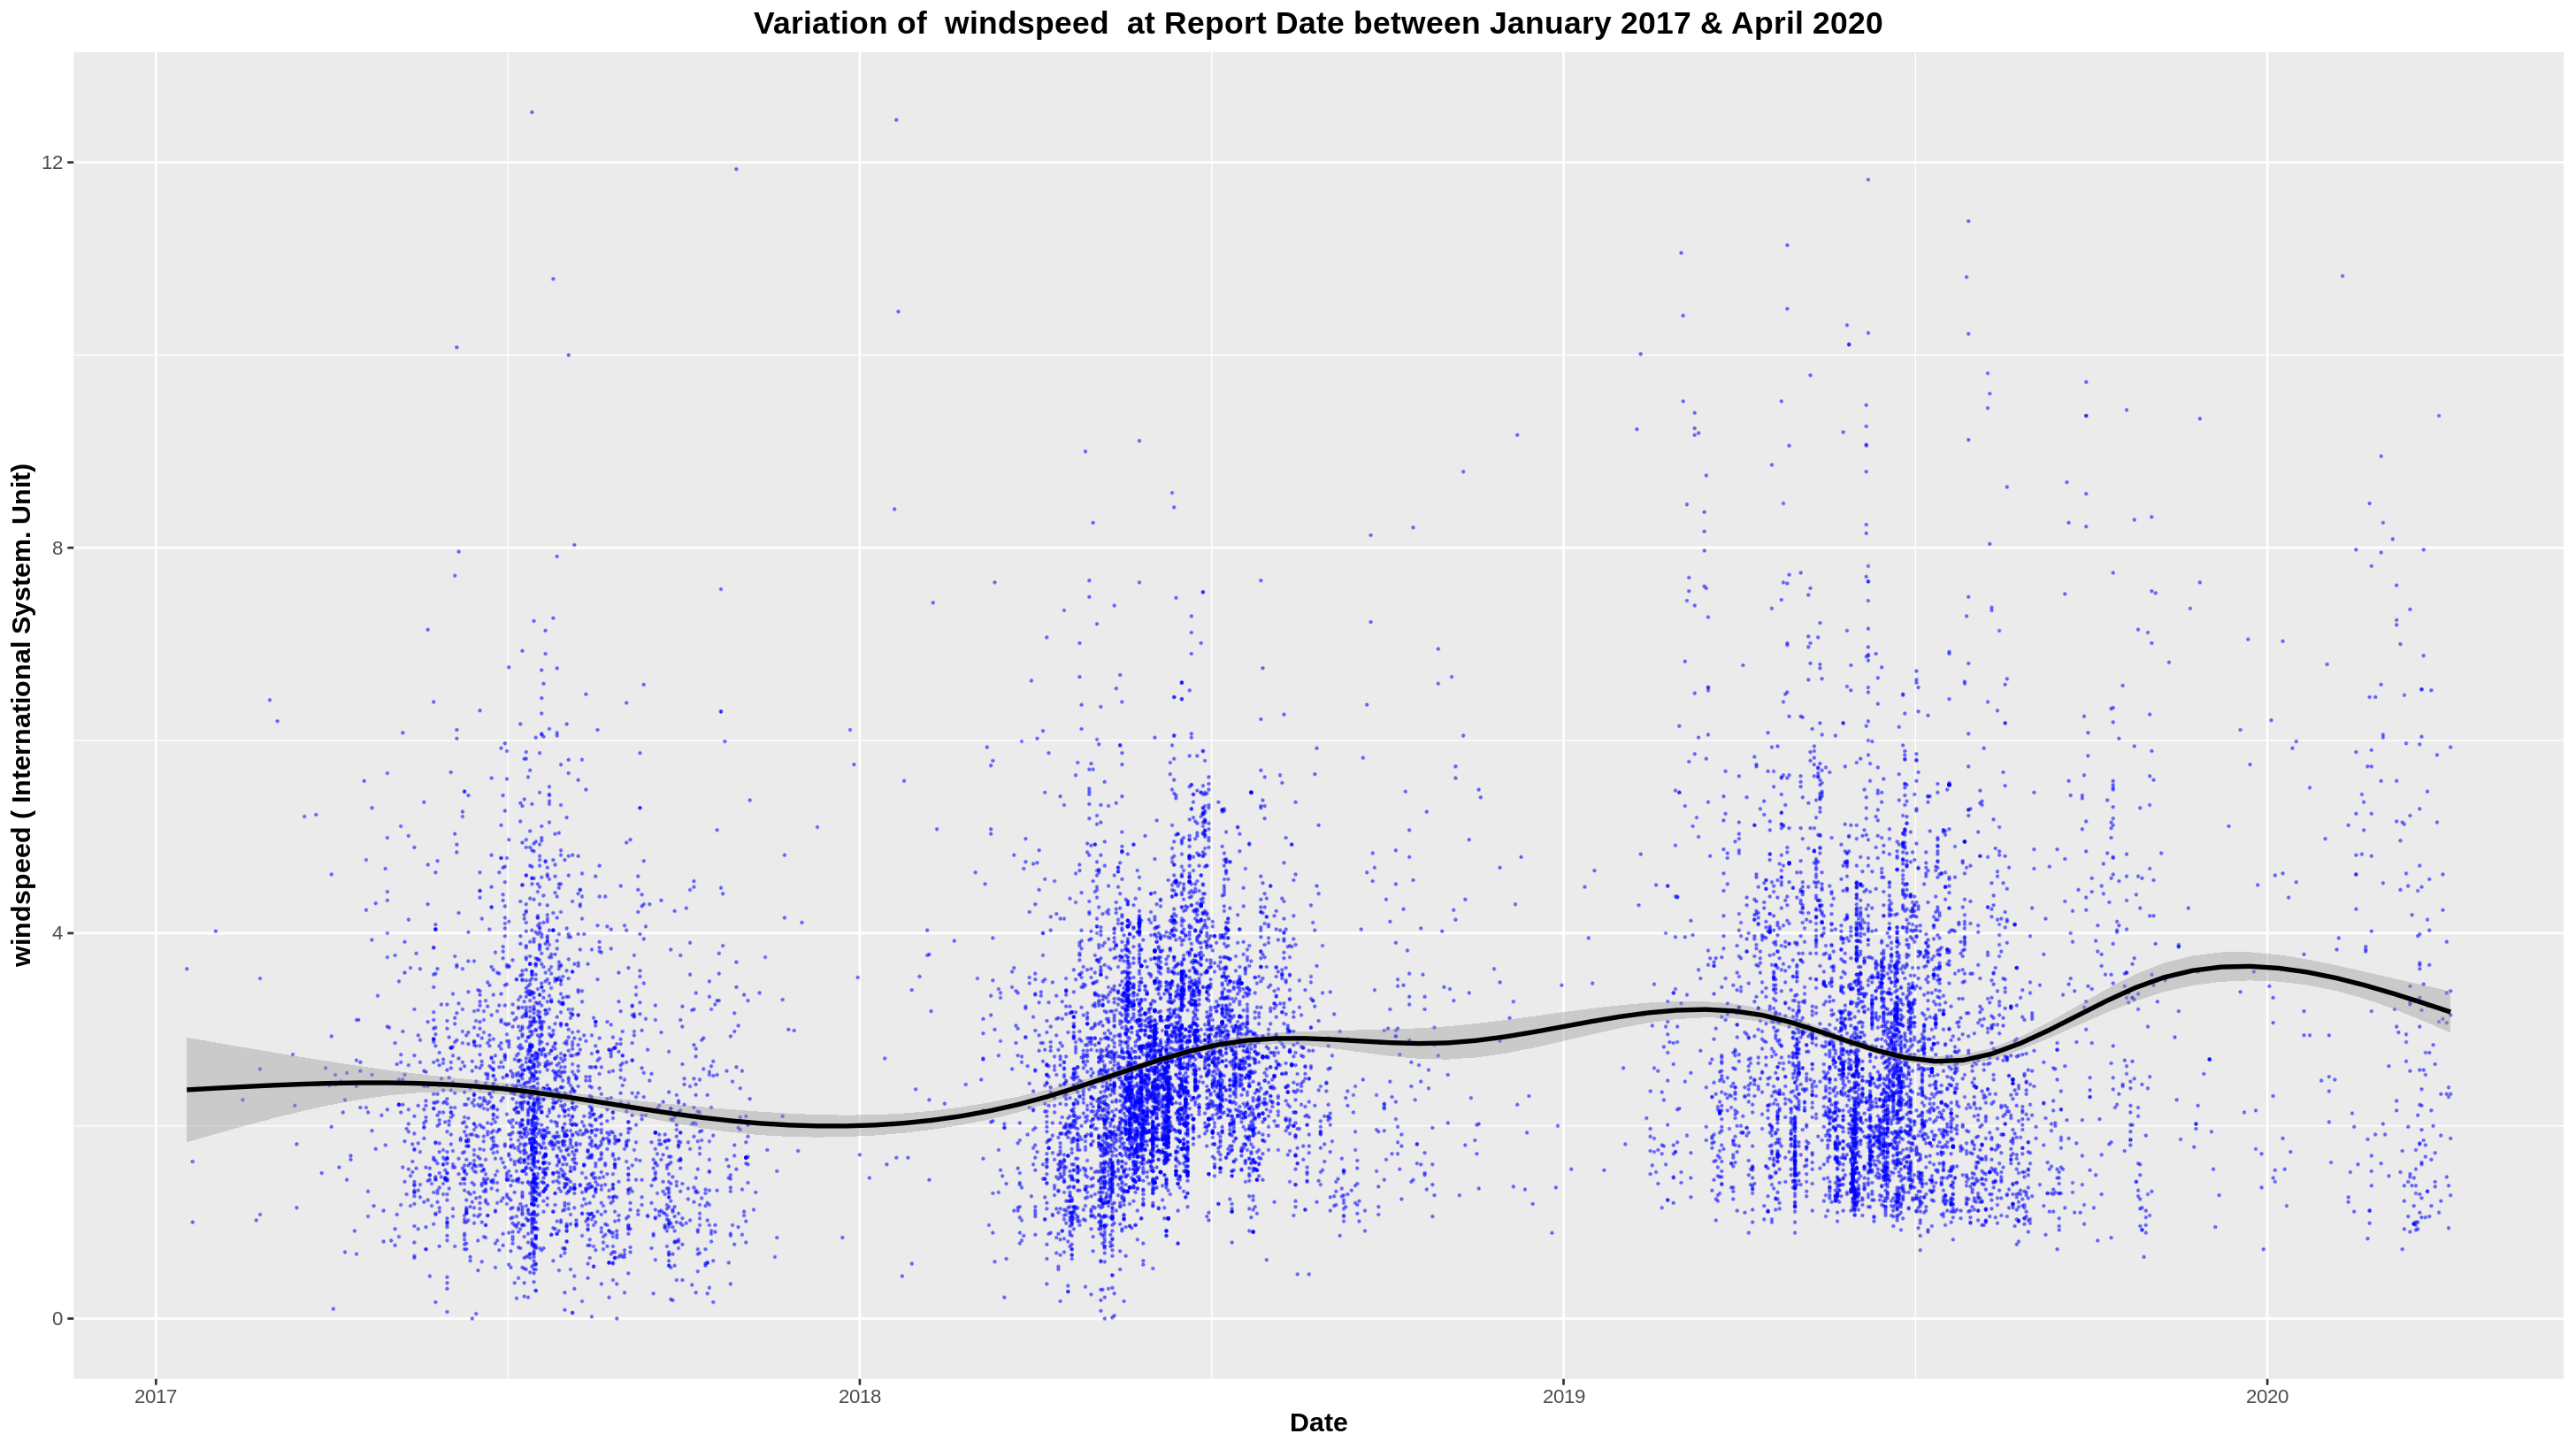 Variation of  windspeed  at Report Date between January 2017 & April 2020
windspeed ( International System. Unit)
12
8
4
0
2017
2018
2019
2020
Date